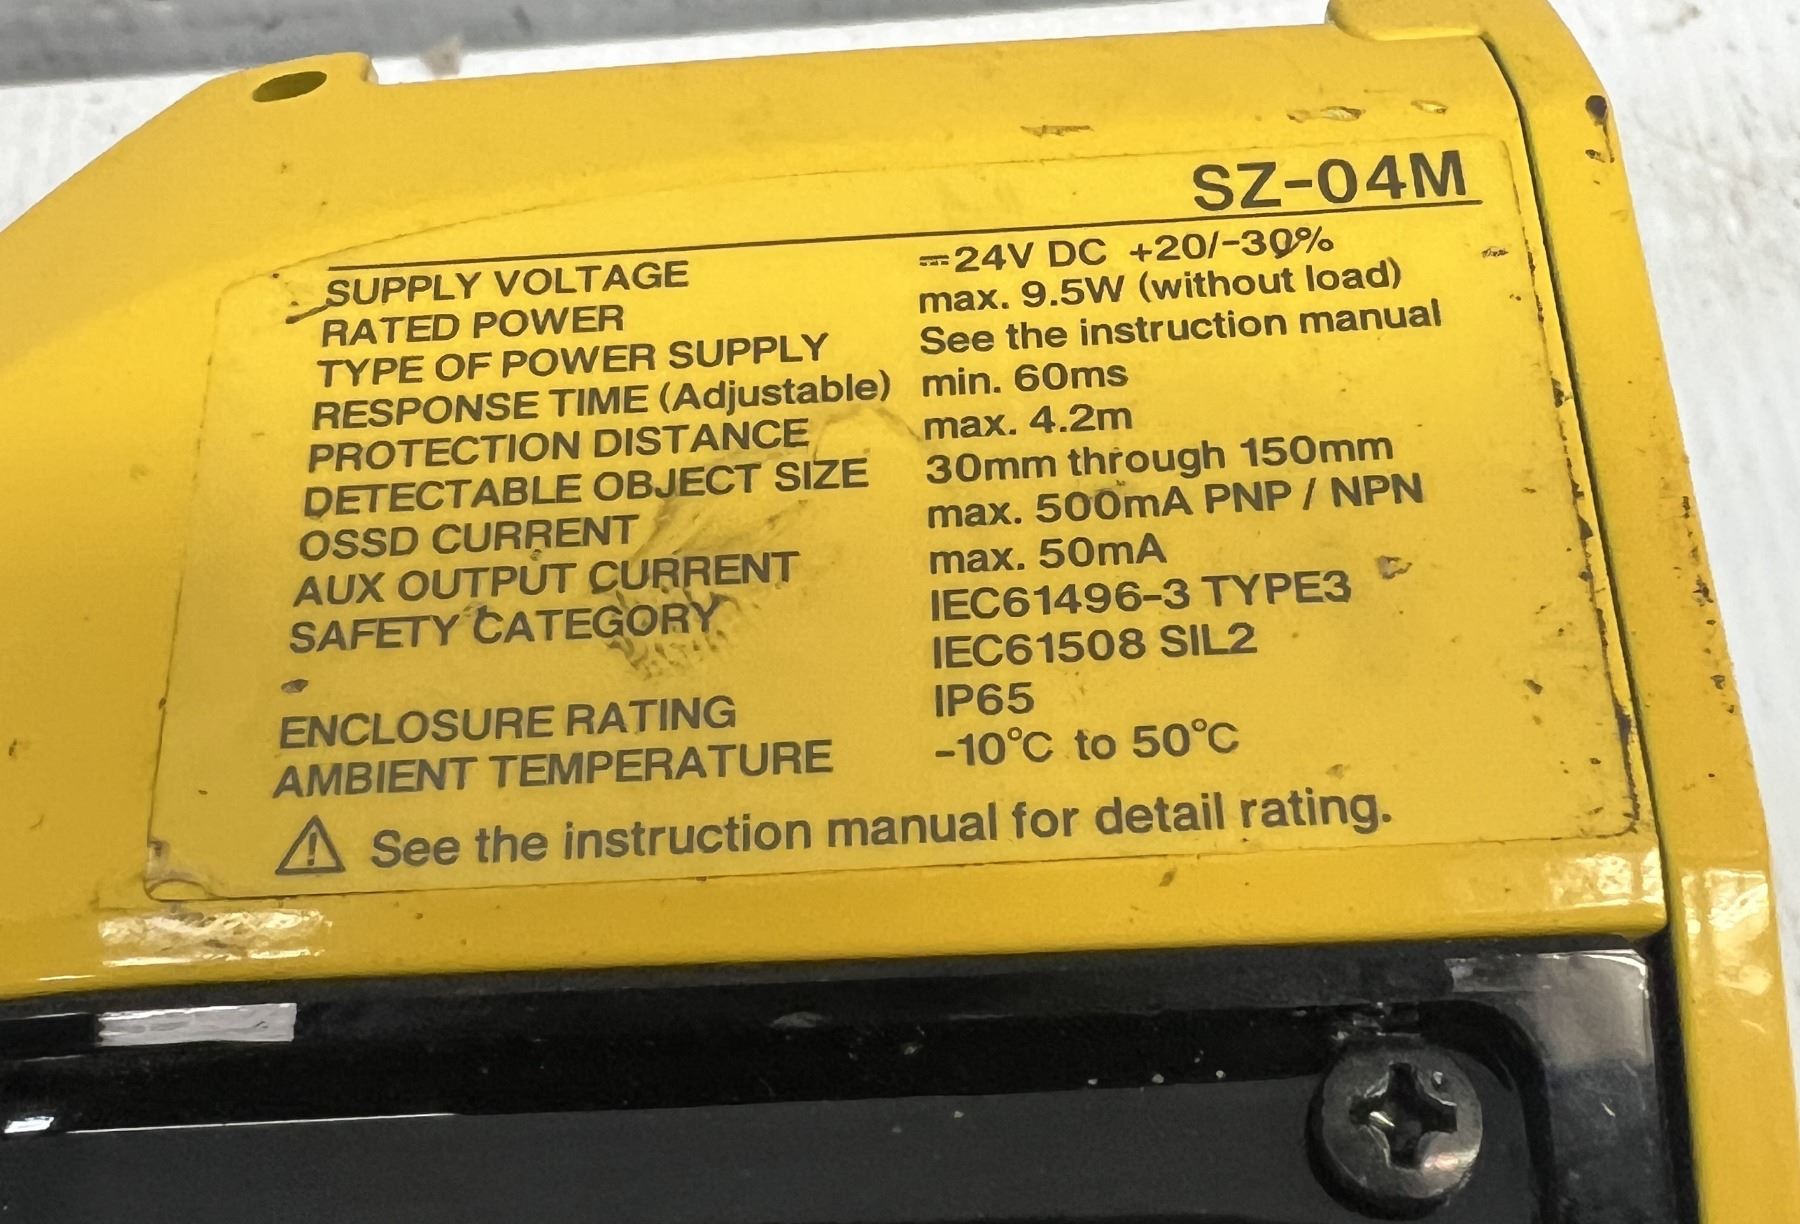 SZ-04M
SUPPLY VOLTAGE ⎓24V DC +20/-30%
RATED POWER max. 9.5W (without load)
TYPE OF POWER SUPPLY See the instruction manual
RESPONSE TIME (Adjustable) min. 60ms
PROTECTION DISTANCE max. 4.2m
DETECTABLE OBJECT SIZE 30mm through 150mm
OSSD CURRENT max. 500mA PNP / NPN
AUX OUTPUT CURRENT max. 50mA
SAFETY CATEGORY IEC61496-3 TYPE3
IEC61508 SIL2
ENCLOSURE RATING IP65
AMBIENT TEMPERATURE -10°C to 50°C
⚠ See the instruction manual for detail rating.